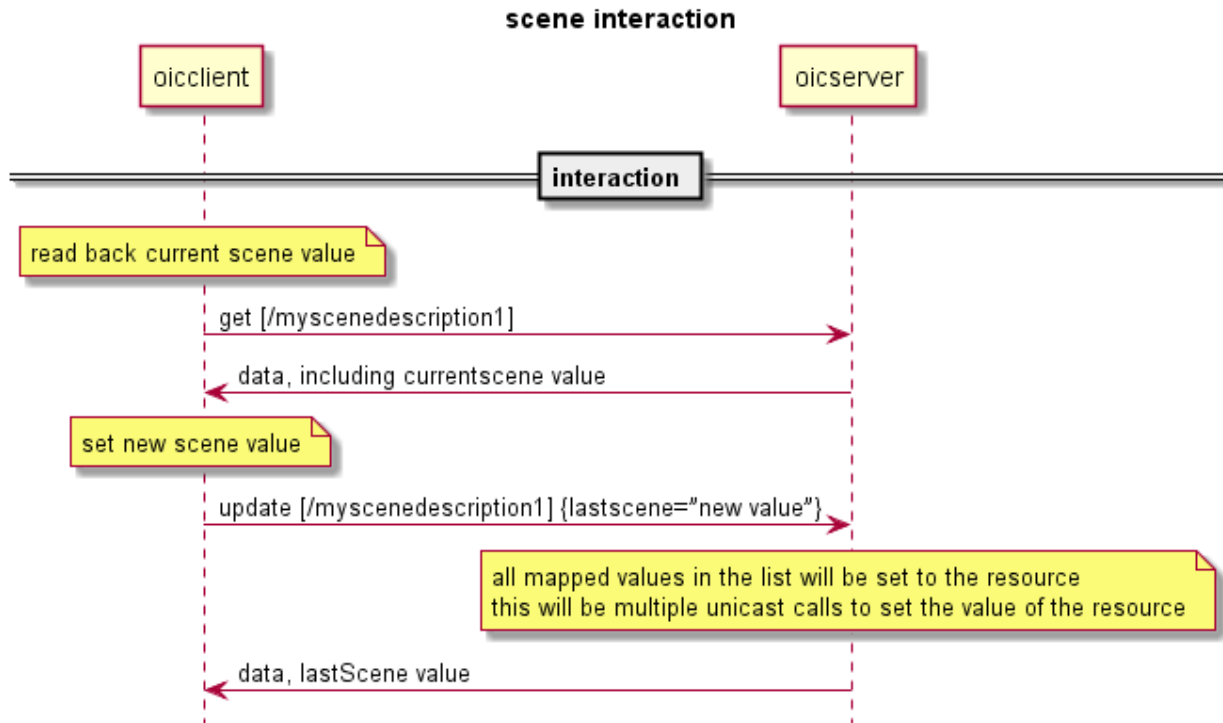 scene interaction
oicclient
oicserver
interaction
read back current scene value
get [/myscenedescription1]
data, including currentscene value
set new scene value
update [/myscenedescription1] {lastscene="new value"}
all mapped values in the list will be set to the resource
this will be multiple unicast calls to set the value of the resource
data, lastScene value